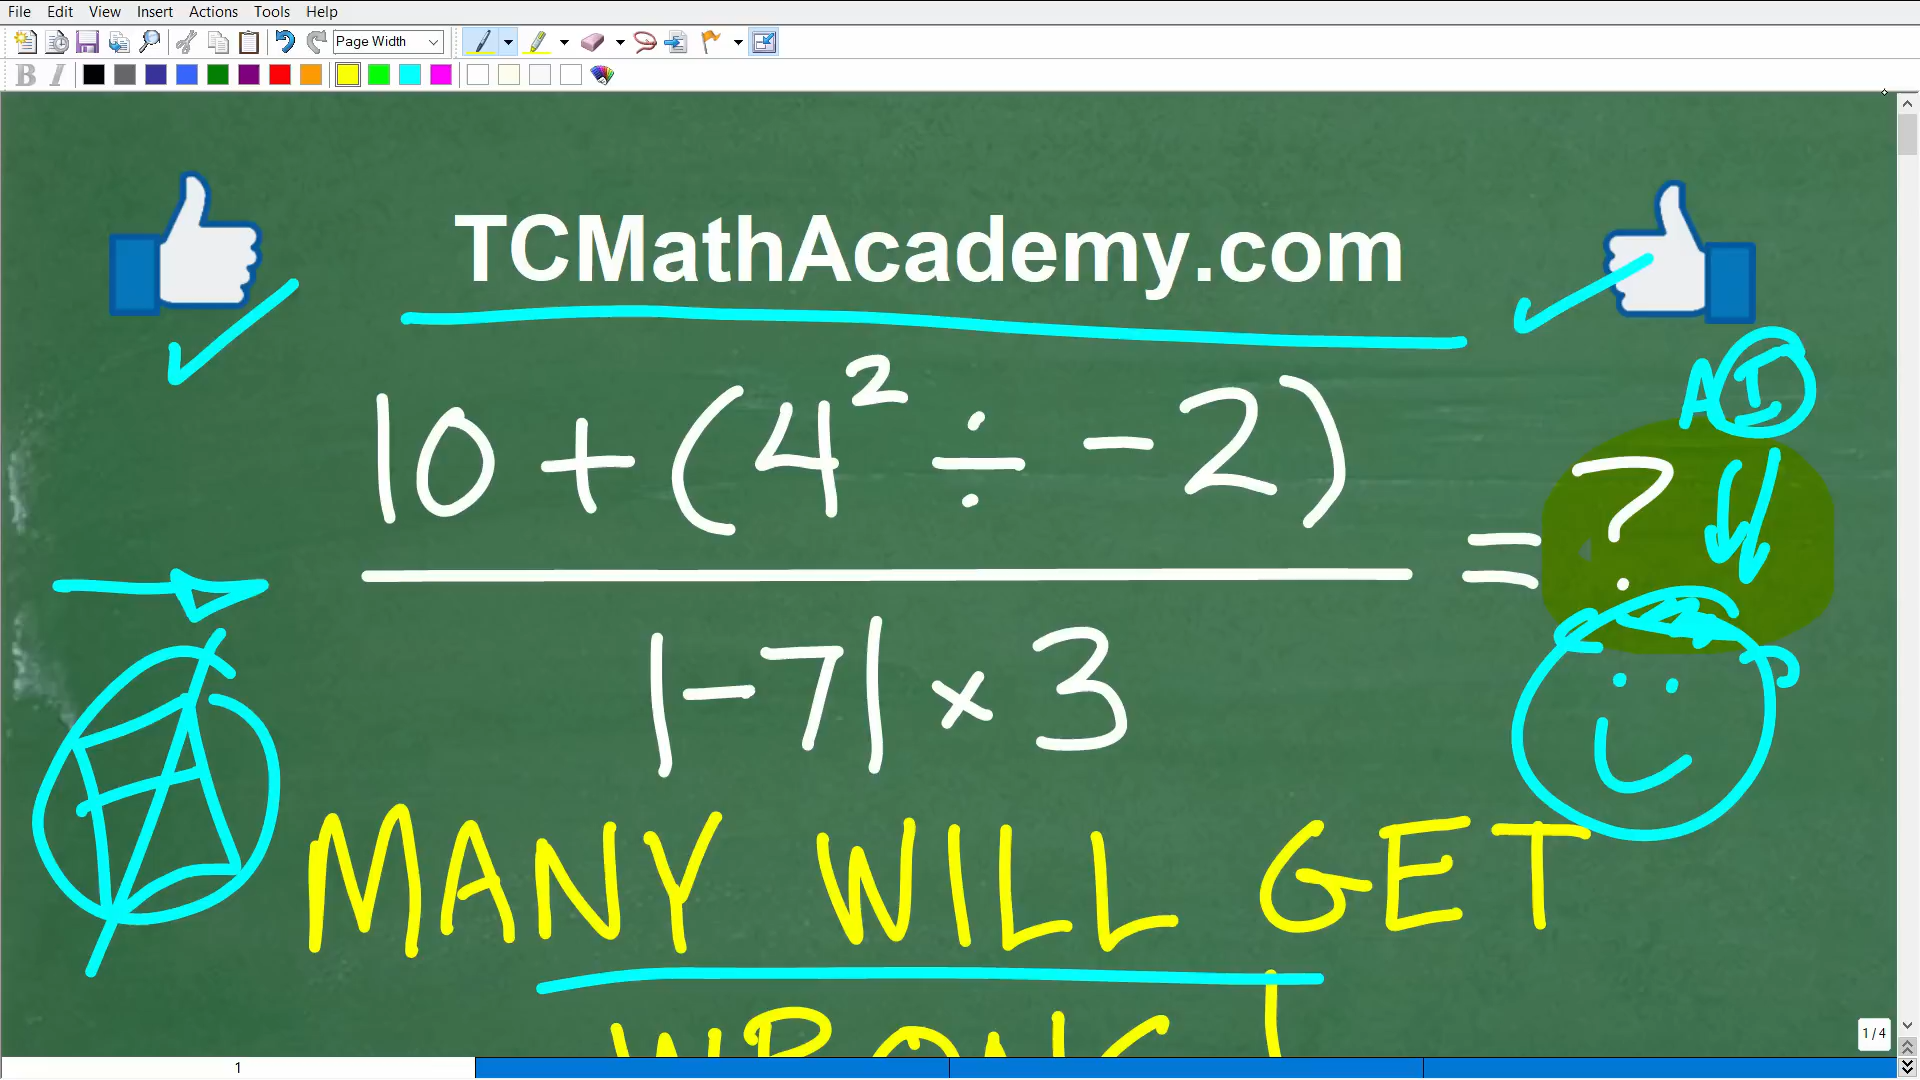 File Edit View Insert Actions Tools Help
Page Width
B I
TCMathAcademy.com
AI
10 + (4² ÷ -2)
= ?
|-7| × 3
MANY WILL GET
WRONG!
1 / 4
1